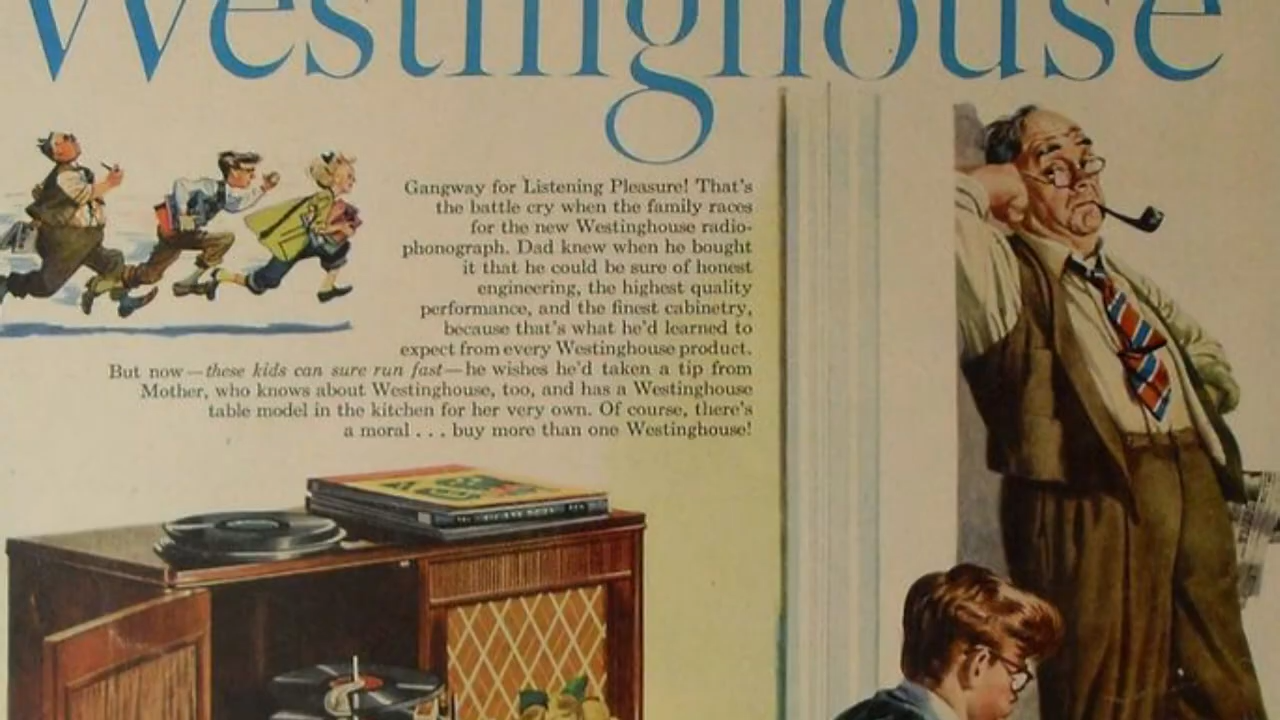 Westinghouse
Gangway for Listening Pleasure! That's
the battle cry when the family races
for the new Westinghouse radio-
phonograph. Dad knew when he bought
it that he could be sure of honest
engineering, the highest quality
performance, and the finest cabinetry,
because that's what he'd learned to
expect from every Westinghouse product.
But now—these kids can sure run fast—he wishes he'd taken a tip from
Mother, who knows about Westinghouse, too, and has a Westinghouse
table model in the kitchen for her very own. Of course, there's
a moral . . . buy more than one Westinghouse!